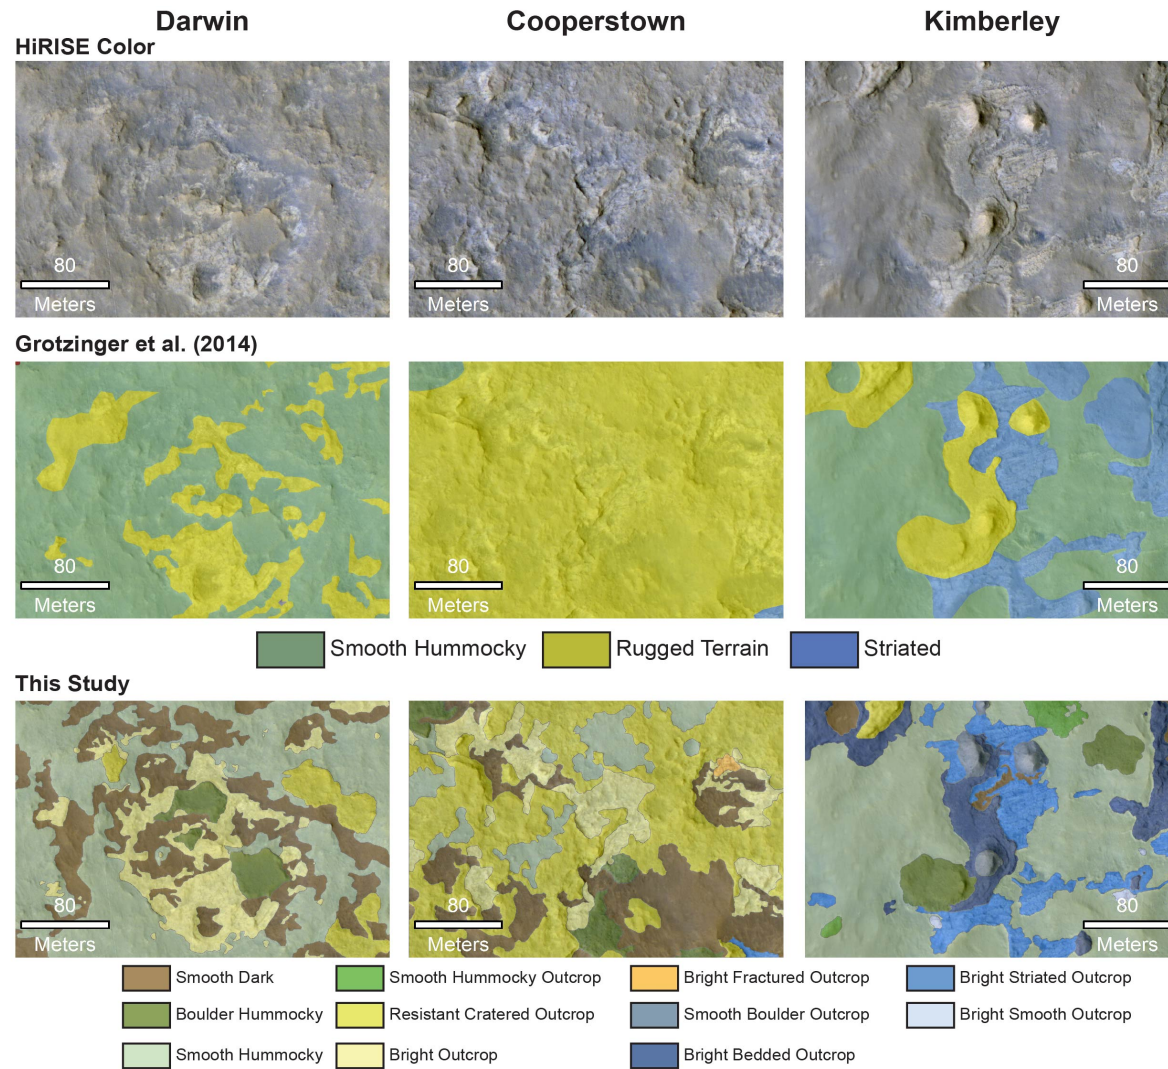 Darwin Cooperstown Kimberley
HiRISE Color
80 80 80
Meters Meters Meters
Grotzinger et al. (2014)
80 80 80
Meters Meters Meters
Smooth Hummocky Rugged Terrain Striated
This Study
80 80 80
Meters Meters Meters
Smooth Dark Smooth Hummocky Outcrop Bright Fractured Outcrop Bright Striated Outcrop
Boulder Hummocky Resistant Cratered Outcrop Smooth Boulder Outcrop Bright Smooth Outcrop
Smooth Hummocky Bright Outcrop Bright Bedded Outcrop